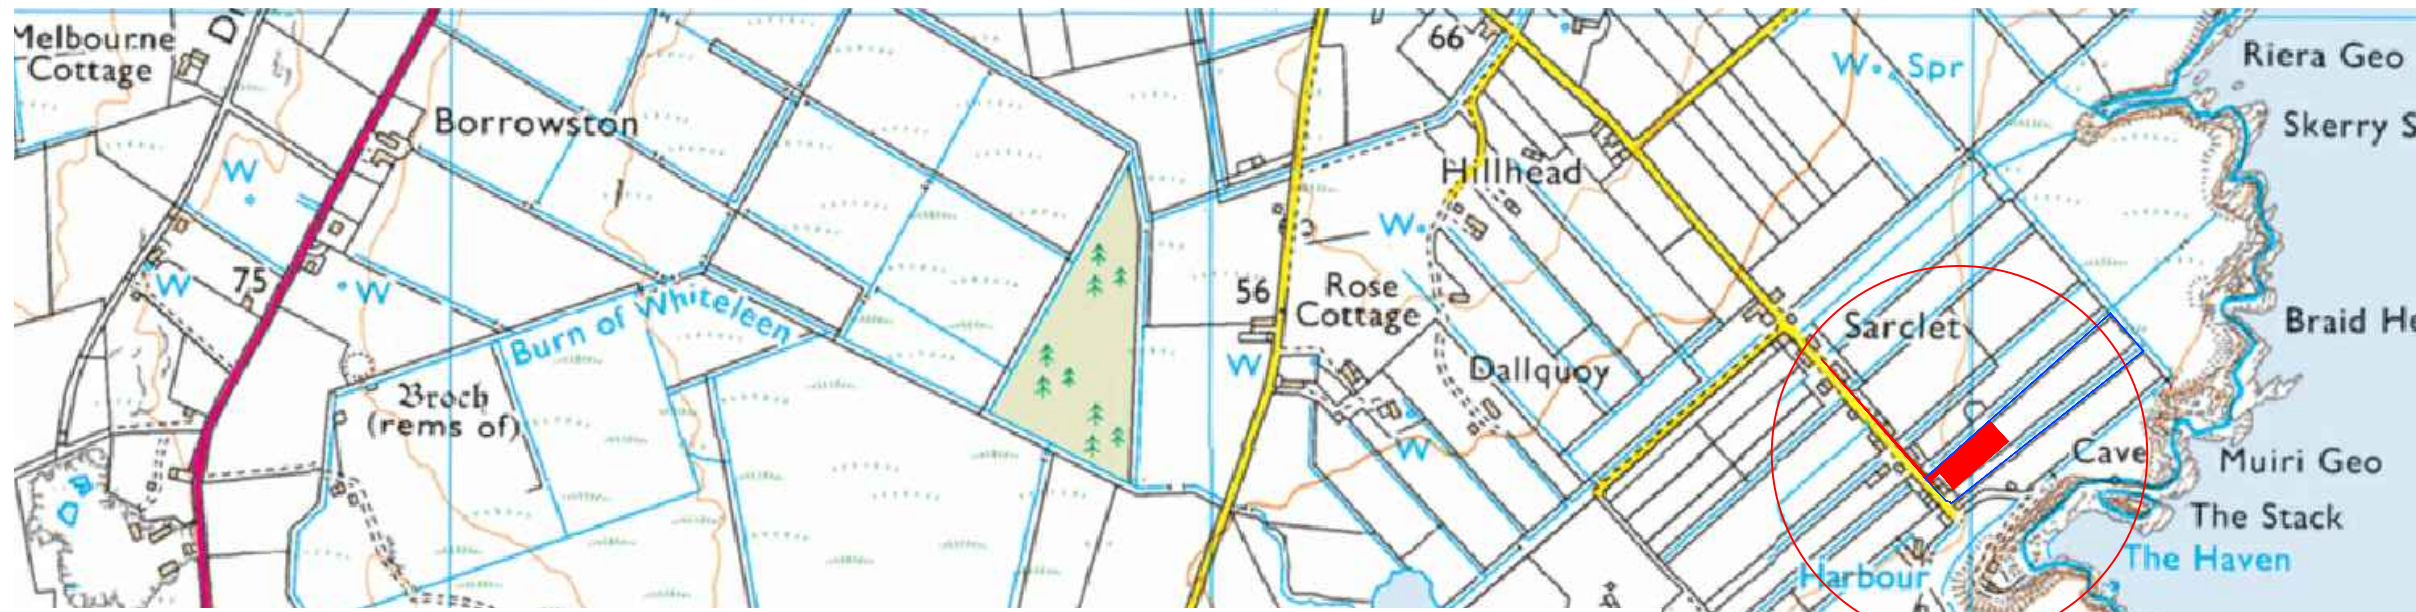 Melbourne
Cottage
Borrowston
W
W
75
W
Broch
(rems of)
Burn of Whiteleen
66
W Spr
Riera Geo
Skerry S
Hillhead
W
56
Rose
Cottage
W
Dallquoy
W
Sarclet
Braid He
Cave
Muiri Geo
The Stack
The Haven
Harbour